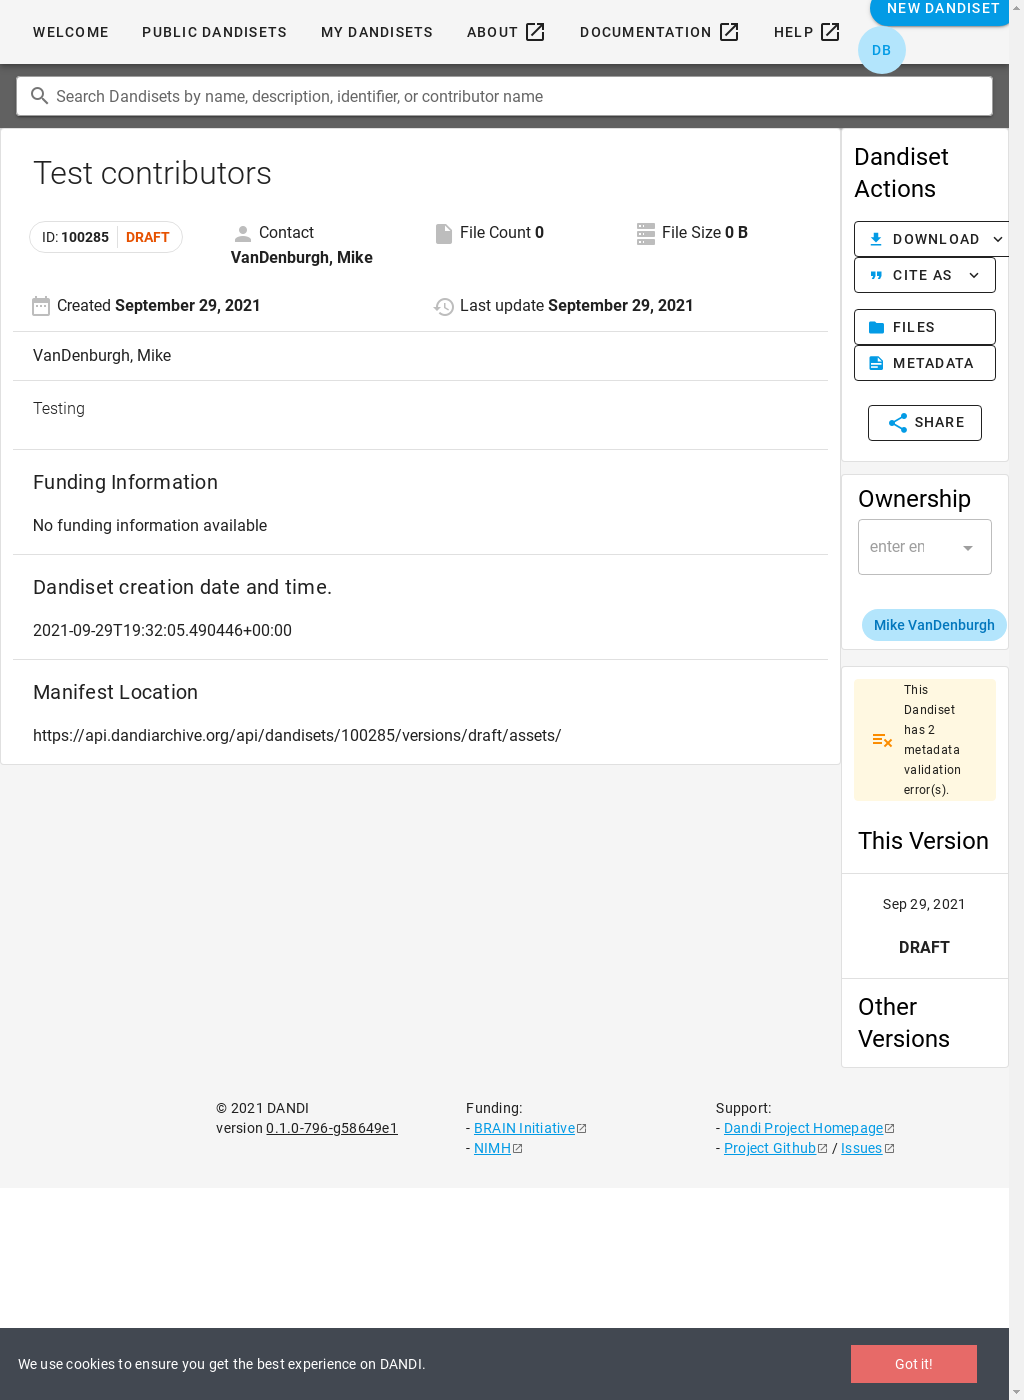 WELCOME PUBLIC DANDISETS MY DANDISETS ABOUT DOCUMENTATION HELP NEW DANDISET
DB
Search Dandisets by name, description, identifier, or contributor name
Test contributors
ID: 100285 DRAFT
Contact
VanDenburgh, Mike
File Count 0
File Size 0 B
Created September 29, 2021
Last update September 29, 2021
VanDenburgh, Mike
Testing
Funding Information
No funding information available
Dandiset creation date and time.
2021-09-29T19:32:05.490446+00:00
Manifest Location
https://api.dandiarchive.org/api/dandisets/100285/versions/draft/assets/
Dandiset
Actions
DOWNLOAD
CITE AS
FILES
METADATA
SHARE
Ownership
enter en
Mike VanDenburgh
This
Dandiset
has 2
metadata
validation
error(s).
This Version
Sep 29, 2021
DRAFT
Other
Versions
© 2021 DANDI
version 0.1.0-796-g58649e1
Funding:
- BRAIN Initiative
- NIMH
Support:
- Dandi Project Homepage
- Project Github / Issues
We use cookies to ensure you get the best experience on DANDI.
Got it!